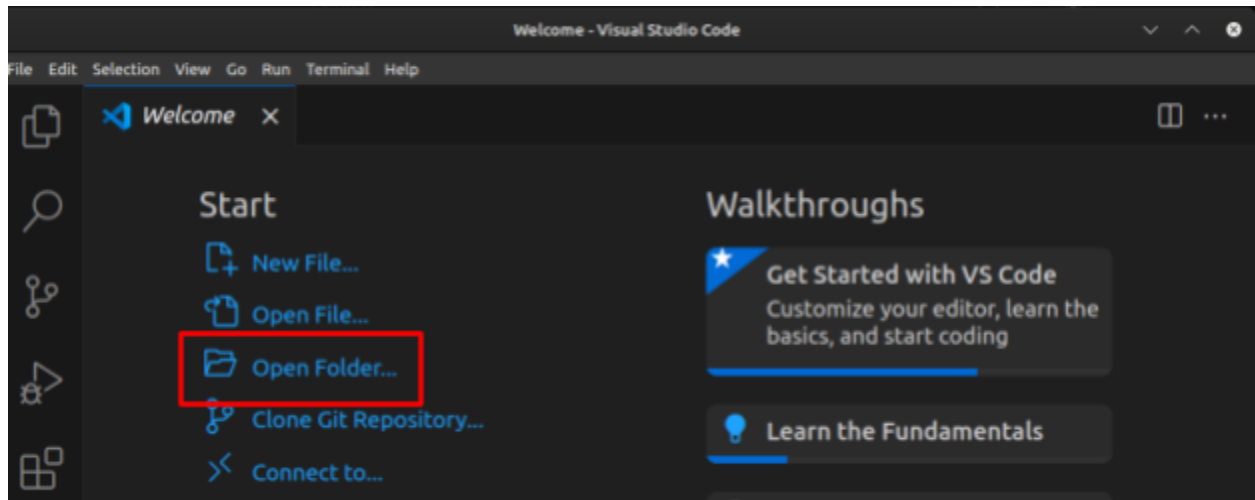 Welcome - Visual Studio Code
File Edit Selection View Go Run Terminal Help
Welcome
Start
New File...
Open File...
Open Folder...
Clone Git Repository...
Connect to...
Walkthroughs
Get Started with VS Code
Customize your editor, learn the
basics, and start coding
Learn the Fundamentals